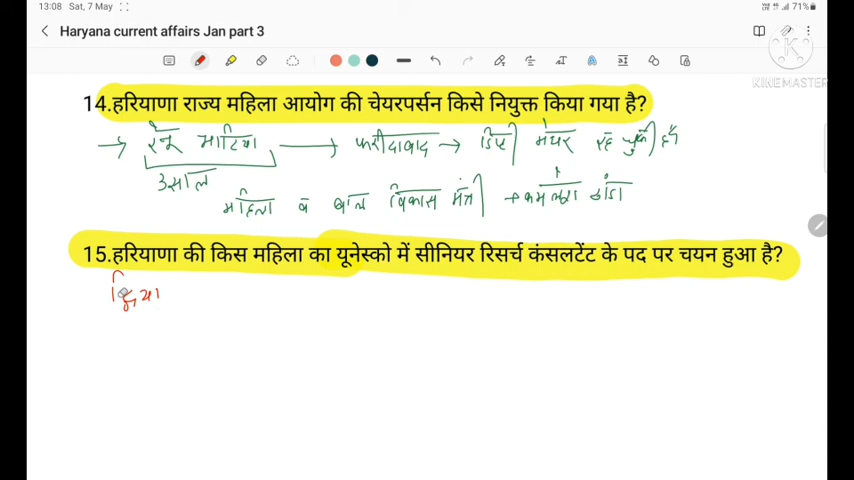 13:08 Sat, 7 May 71%
Haryana current affairs Jan part 3
KINEMASTER
14.हरियाणा राज्य महिला आयोग की चेयरपर्सन किसे नियुक्त किया गया है?
→ रेनू भाटिया → फरीदाबाद → डिप्टी मेयर रह चुकी हैं
3 साल
महिला व बाल विकास मंत्री → कमलेश ढांडा
15.हरियाणा की किस महिला का यूनेस्को में सीनियर रिसर्च कंसलटेंट के पद पर चयन हुआ है?